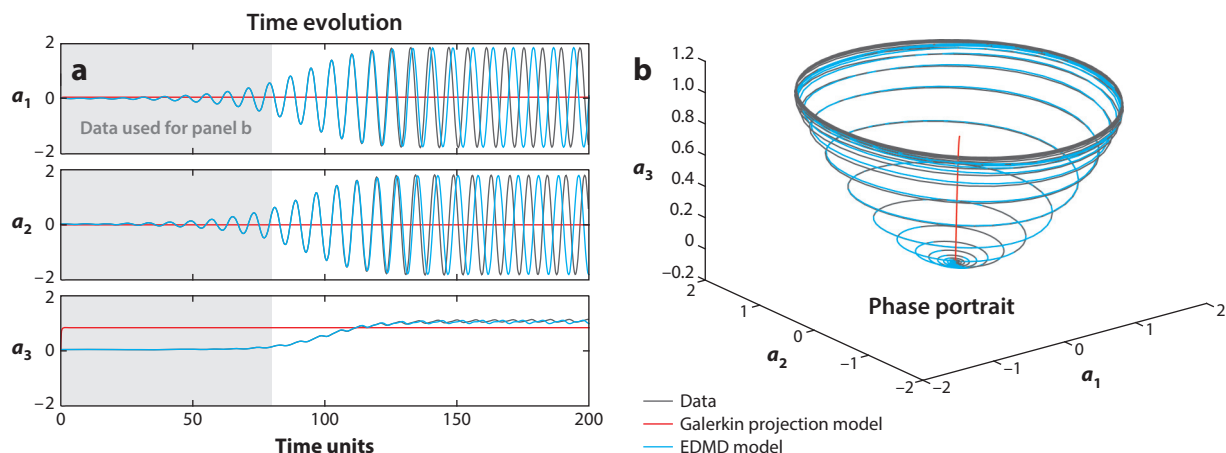 Time evolution
a
a1
2
0
−2
Data used for panel b
a2
2
0
−2
a3
2
0
−2
0
50
100
150
200
Time units
b
a3
1.2
1.0
0.8
0.6
0.4
0.2
0
−0.2
2
1
0
−1
−2
a2
−2
−1
0
1
2
a1
Phase portrait
Data
Galerkin projection model
EDMD model